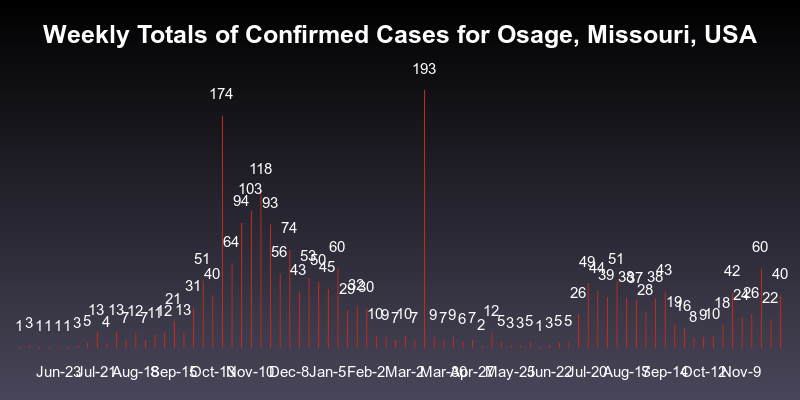 Weekly Totals of Confirmed Cases for Osage, Missouri, USA
193
174
118
103
94 93
74
64 60 60
56 53 50 51
51 49
43 45 44 43 42
40 38 40
31 32 30 37
29 28
26 26
21 24 22
19 18
13 13 13 12 11 12 16
10 10 12 10
1 3 1 1 1 1 3 5 4 7 7 9 7 7 9 7 9 6 7 2 5 3 3 5 1 3 5 5 8 9
Jun-23 Jul-21 Aug-18 Sep-15 Oct-13 Nov-10 Dec-8 Jan-5 Feb-2 Mar-2 Mar-30 Apr-27 May-25 Jun-22 Jul-20 Aug-17 Sep-14 Oct-12 Nov-9